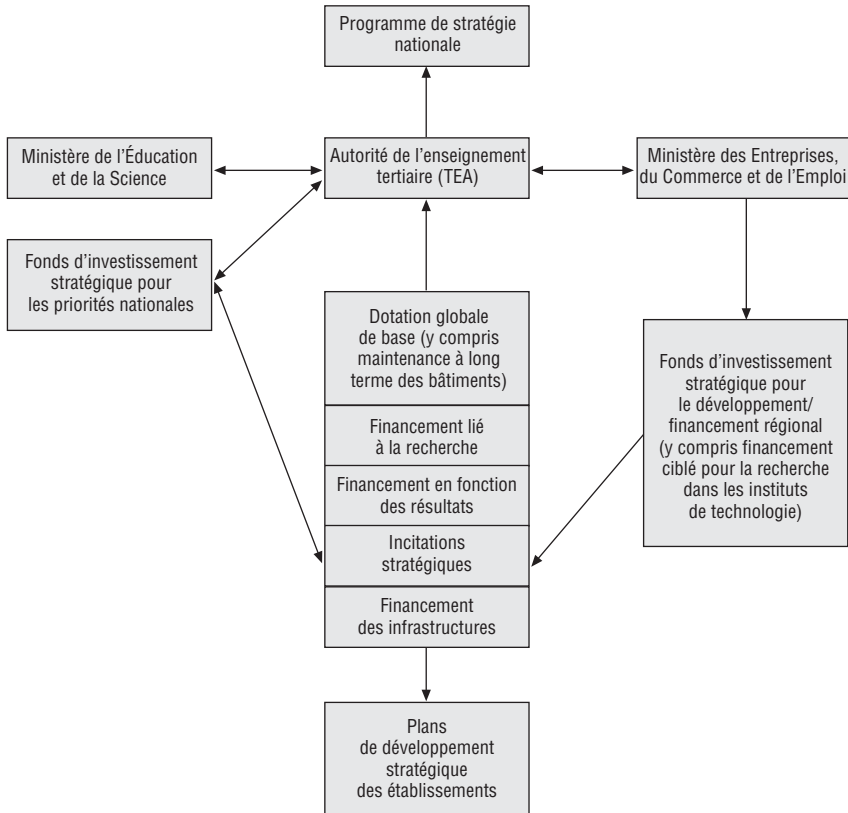 Programme de stratégie
nationale
Ministère de l'Éducation
et de la Science
Autorité de l'enseignement
tertiaire (TEA)
Ministère des Entreprises,
du Commerce et de l'Emploi
Fonds d'investissement
stratégique pour
les priorités nationales
Dotation globale
de base (y compris
maintenance à long
terme des bâtiments)
Financement lié
à la recherche
Financement en fonction
des résultats
Incitations
stratégiques
Financement
des infrastructures
Fonds d'investissement
stratégique pour
le développement/
financement régional
(y compris financement
ciblé pour la recherche
dans les instituts
de technologie)
Plans
de développement
stratégique
des établissements